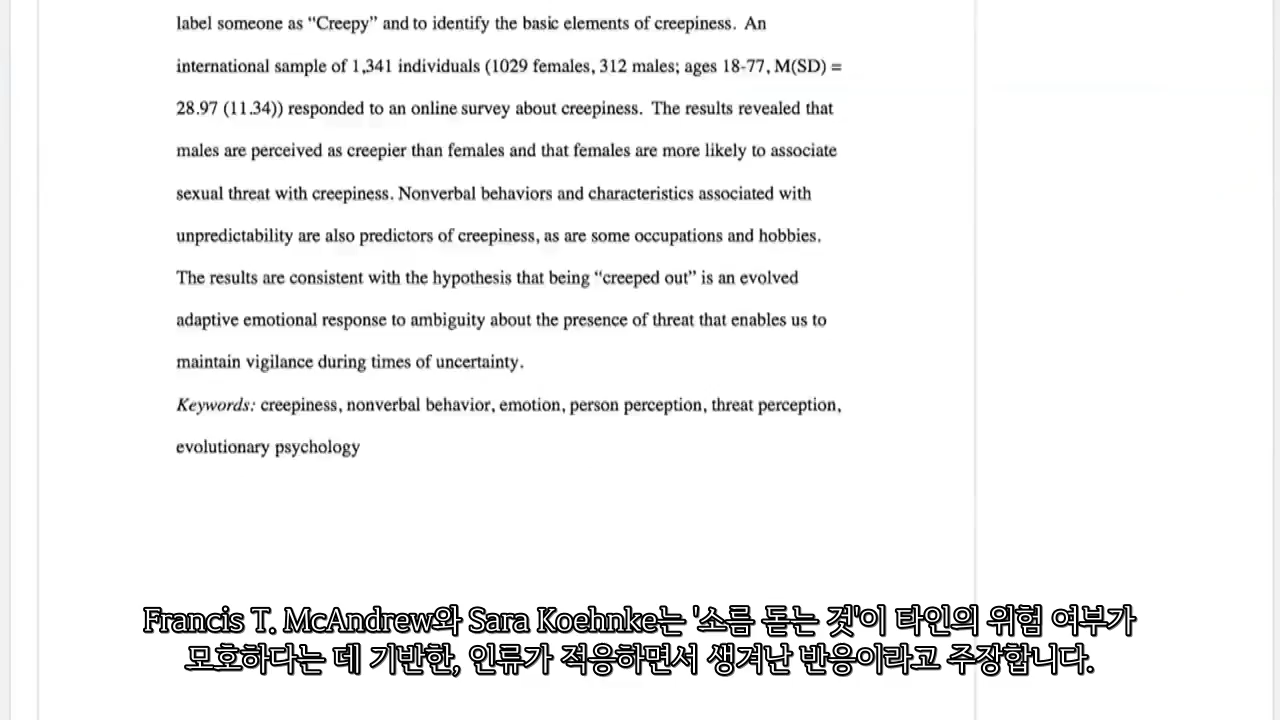 label someone as “Creepy” and to identify the basic elements of creepiness. An
international sample of 1,341 individuals (1029 females, 312 males; ages 18-77, M(SD) =
28.97 (11.34)) responded to an online survey about creepiness. The results revealed that
males are perceived as creepier than females and that females are more likely to associate
sexual threat with creepiness. Nonverbal behaviors and characteristics associated with
unpredictability are also predictors of creepiness, as are some occupations and hobbies.
The results are consistent with the hypothesis that being “creeped out” is an evolved
adaptive emotional response to ambiguity about the presence of threat that enables us to
maintain vigilance during times of uncertainty.
Keywords: creepiness, nonverbal behavior, emotion, person perception, threat perception,
evolutionary psychology
Francis T. McAndrew와 Sara Koehnke는 '소름 돋는 것'이 타인의 위험 여부가
모호하다는 데 기반한, 인류가 적응하면서 생겨난 반응이라고 주장합니다.